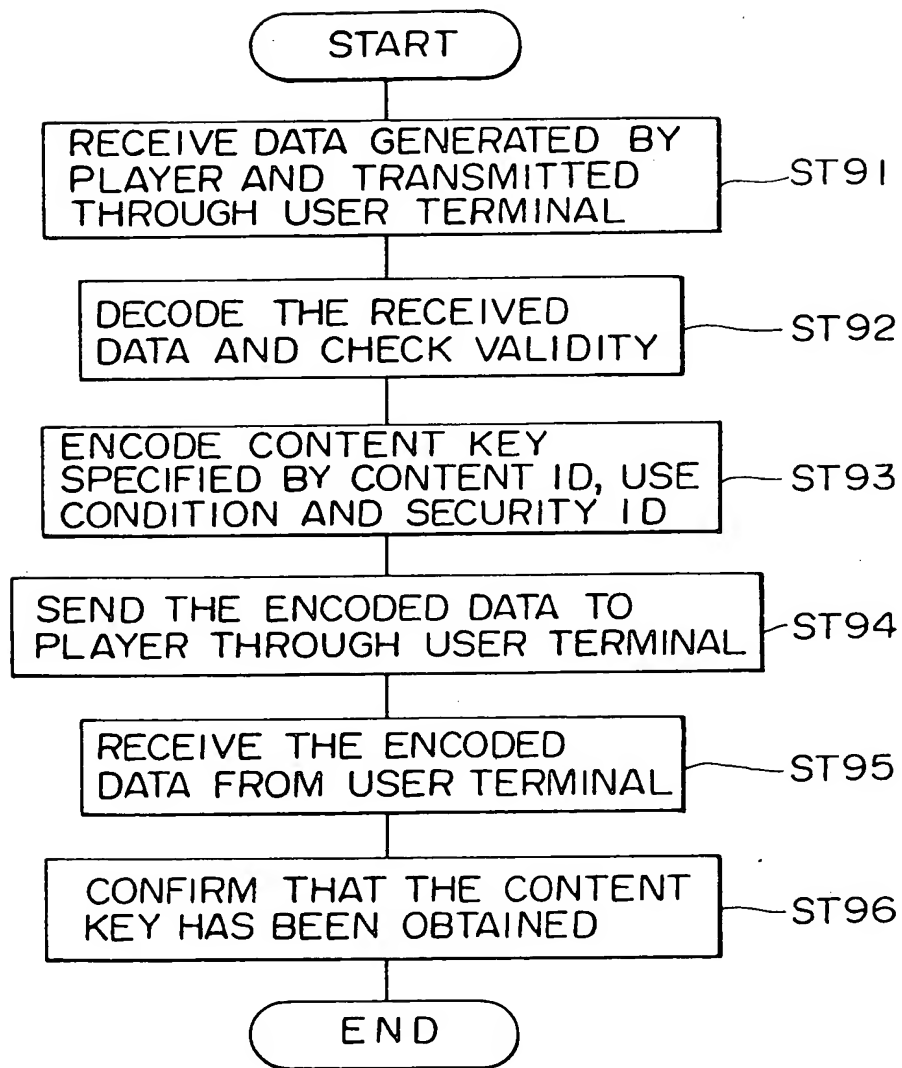 START
RECEIVE DATA GENERATED BY
PLAYER AND TRANSMITTED
THROUGH USER TERMINAL
ST91
DECODE THE RECEIVED
DATA AND CHECK VALIDITY
ST92
ENCODE CONTENT KEY
SPECIFIED BY CONTENT ID, USE
CONDITION AND SECURITY ID
ST93
SEND THE ENCODED DATA TO
PLAYER THROUGH USER TERMINAL
ST94
RECEIVE THE ENCODED
DATA FROM USER TERMINAL
ST95
CONFIRM THAT THE CONTENT
KEY HAS BEEN OBTAINED
ST96
END